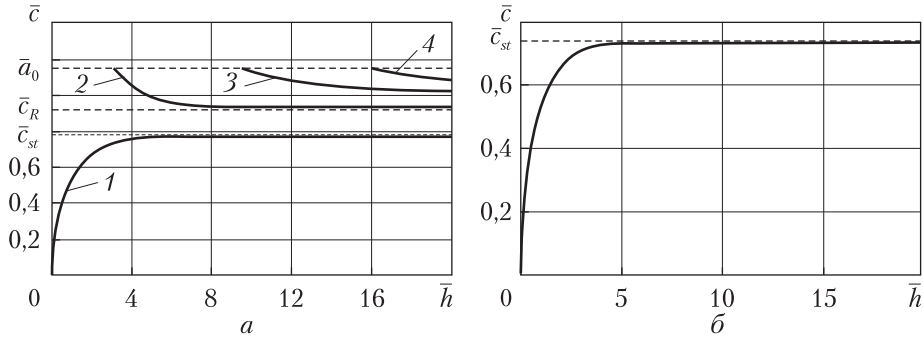 c̄
ā₀
c̄_R
c̄_st
0,6
0,4
0,2
0 4 8 12 16 h̄
1
2
3
4
а
c̄
c̄_st
0,6
0,4
0,2
0 5 10 15 h̄
б